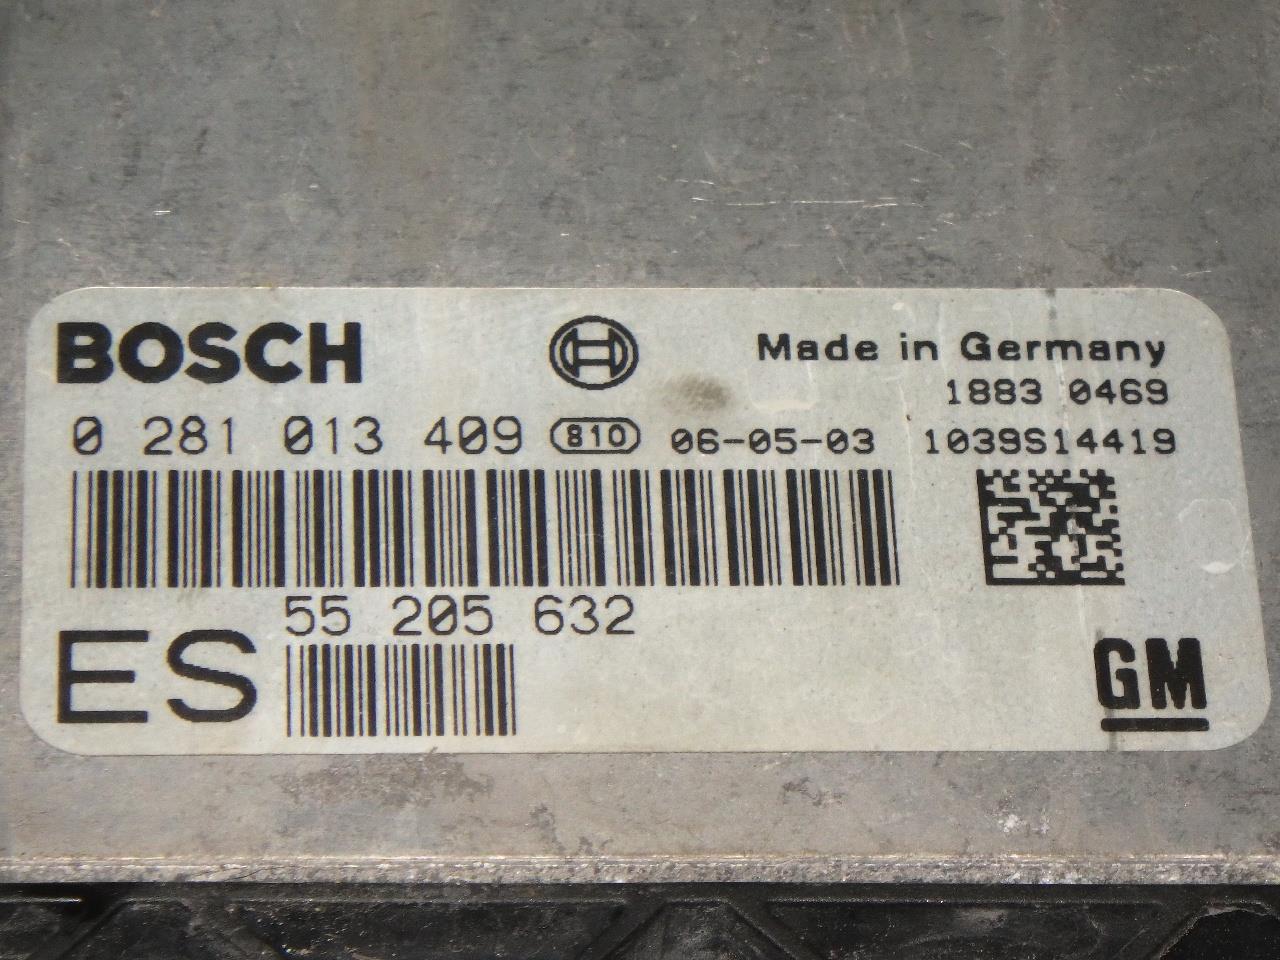 BOSCH
Made in Germany
1883 0469
0 281 013 409 810 06-05-03 1039S14419
55 205 632
ES
GM